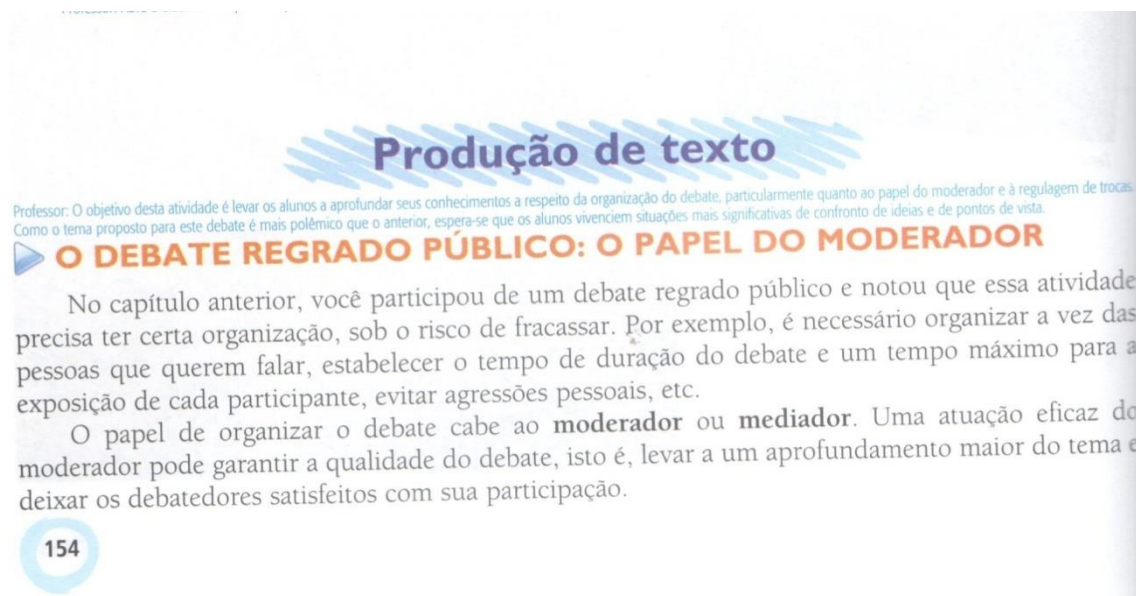 Produção de texto
Professor: O objetivo desta atividade é levar os alunos a aprofundar seus conhecimentos a respeito da organização do debate, particularmente quanto ao papel do moderador e à regulagem de trocas.
Como o tema proposto para este debate é mais polêmico que o anterior, espera-se que os alunos vivenciem situações mais significativas de confronto de ideias e de pontos de vista.
O DEBATE REGRADO PÚBLICO: O PAPEL DO MODERADOR
No capítulo anterior, você participou de um debate regrado público e notou que essa atividade
precisa ter certa organização, sob o risco de fracassar. Por exemplo, é necessário organizar a vez das
pessoas que querem falar, estabelecer o tempo de duração do debate e um tempo máximo para a
exposição de cada participante, evitar agressões pessoais, etc.
O papel de organizar o debate cabe ao moderador ou mediador. Uma atuação eficaz do
moderador pode garantir a qualidade do debate, isto é, levar a um aprofundamento maior do tema e
deixar os debatedores satisfeitos com sua participação.
154